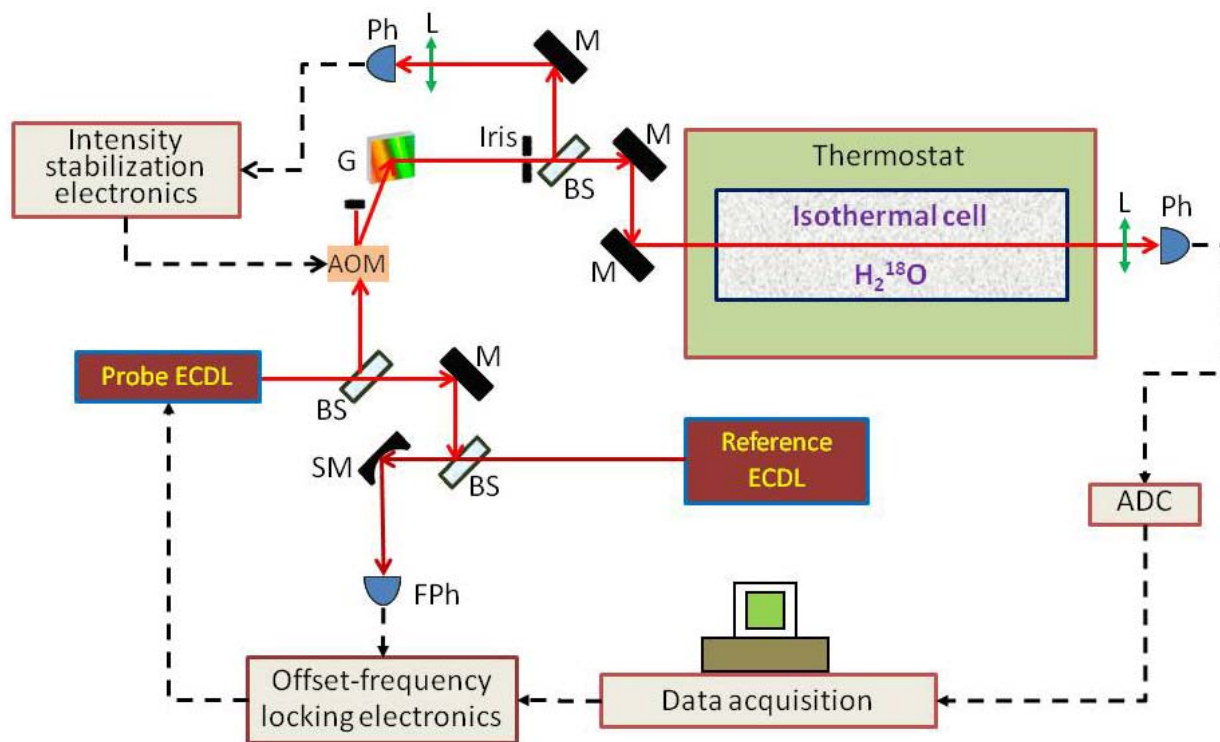 Ph
L
M
Intensity
stabilization
electronics
G
Iris
BS
M
M
Thermostat
Isothermal cell
H₂¹⁸O
L
Ph
AOM
Probe ECDL
BS
M
SM
BS
Reference
ECDL
ADC
FPh
Offset-frequency
locking electronics
Data acquisition